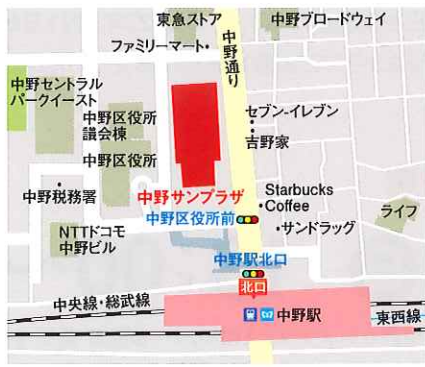 東急ストア
中野ブロードウェイ
ファミリーマート
中野通り
中野セントラル
パークイースト
中野区役所
議会棟
セブン-イレブン
吉野家
中野区役所
中野税務署
中野サンプラザ
Starbucks
Coffee
中野区役所前
サンドラッグ
ライフ
NTTドコモ
中野ビル
中野駅北口
北口
中央線・総武線
中野駅
東西線